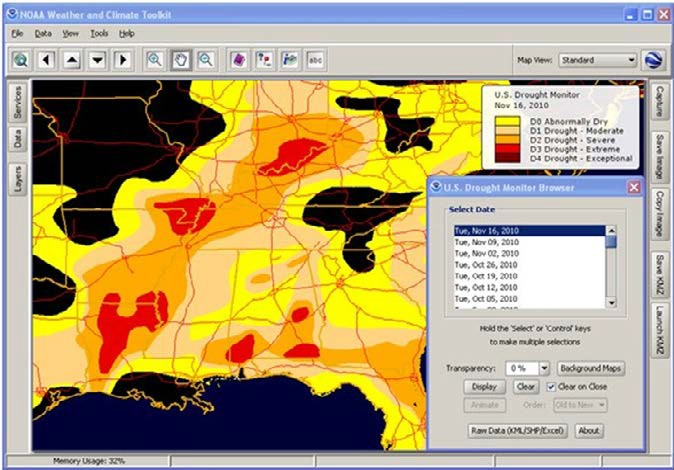 NOAA Weather and Climate Toolkit
File Data View Tools Help
abc
Map View: Standard
Services
Data
Layers
U.S. Drought Monitor
Nov 16, 2010
D0 Abnormally Dry
D1 Drought - Moderate
D2 Drought - Severe
D3 Drought - Extreme
D4 Drought - Exceptional
Capture
Save Image
Copy Image
Save KMZ
Launch KMZ
U.S. Drought Monitor Browser
Select Date
Tue, Nov 16, 2010
Tue, Nov 09, 2010
Tue, Nov 02, 2010
Tue, Oct 26, 2010
Tue, Oct 19, 2010
Tue, Oct 12, 2010
Tue, Oct 05, 2010
Hold the 'Select' or 'Control' keys
to make multiple selections
Transparency: 0 % Background Maps
Display Clear Clear on Close
Animate Order: Old to New
Raw Data (KML/SHP/Excel) About
Memory Usage: 32%